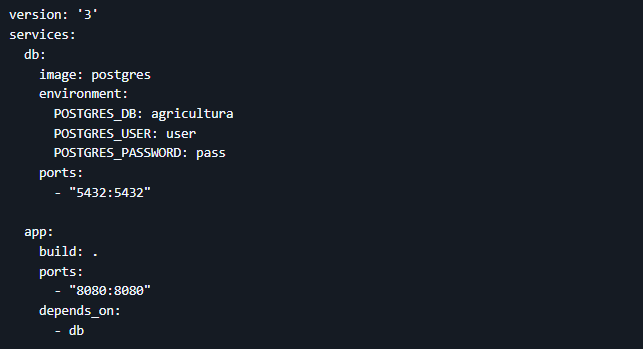 version: '3'
services:
  db:
    image: postgres
    environment:
      POSTGRES_DB: agricultura
      POSTGRES_USER: user
      POSTGRES_PASSWORD: pass
    ports:
      - "5432:5432"

  app:
    build: .
    ports:
      - "8080:8080"
    depends_on:
      - db